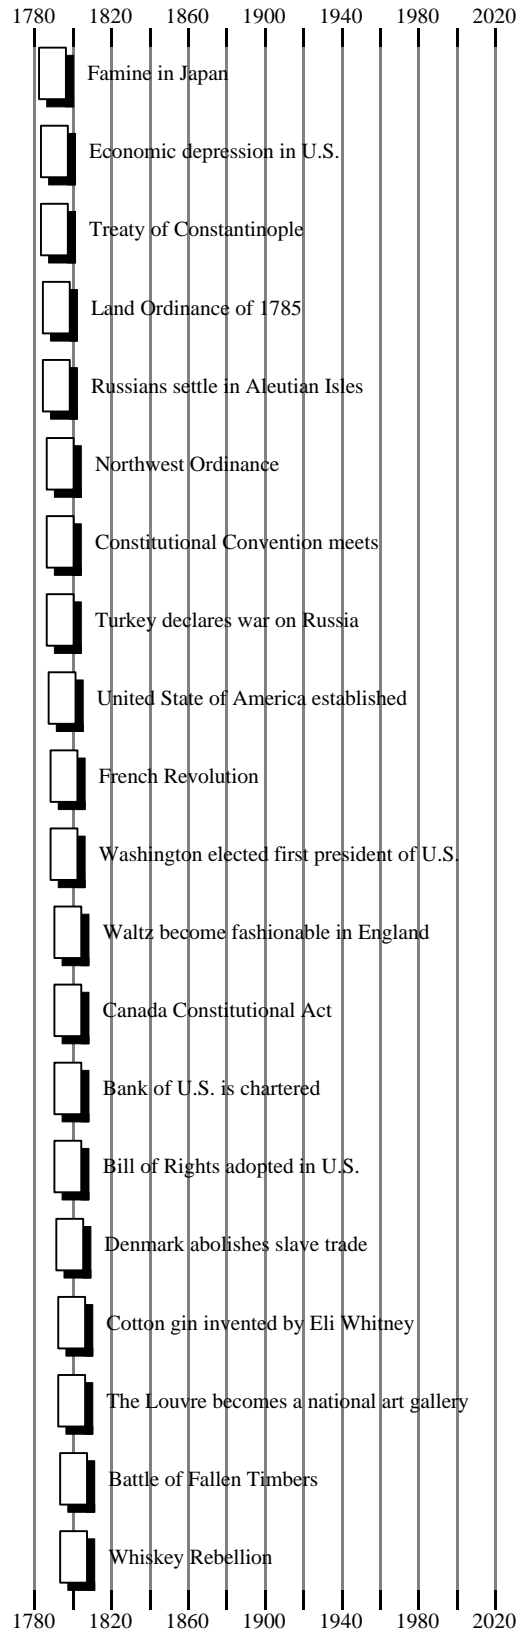 1780 1820 1860 1900 1940 1980 2020
Famine in Japan
Economic depression in U.S.
Treaty of Constantinople
Land Ordinance of 1785
Russians settle in Aleutian Isles
Northwest Ordinance
Constitutional Convention meets
Turkey declares war on Russia
United State of America established
French Revolution
Washington elected first president of U.S.
Waltz become fashionable in England
Canada Constitutional Act
Bank of U.S. is chartered
Bill of Rights adopted in U.S.
Denmark abolishes slave trade
Cotton gin invented by Eli Whitney
The Louvre becomes a national art gallery
Battle of Fallen Timbers
Whiskey Rebellion
1780 1820 1860 1900 1940 1980 2020